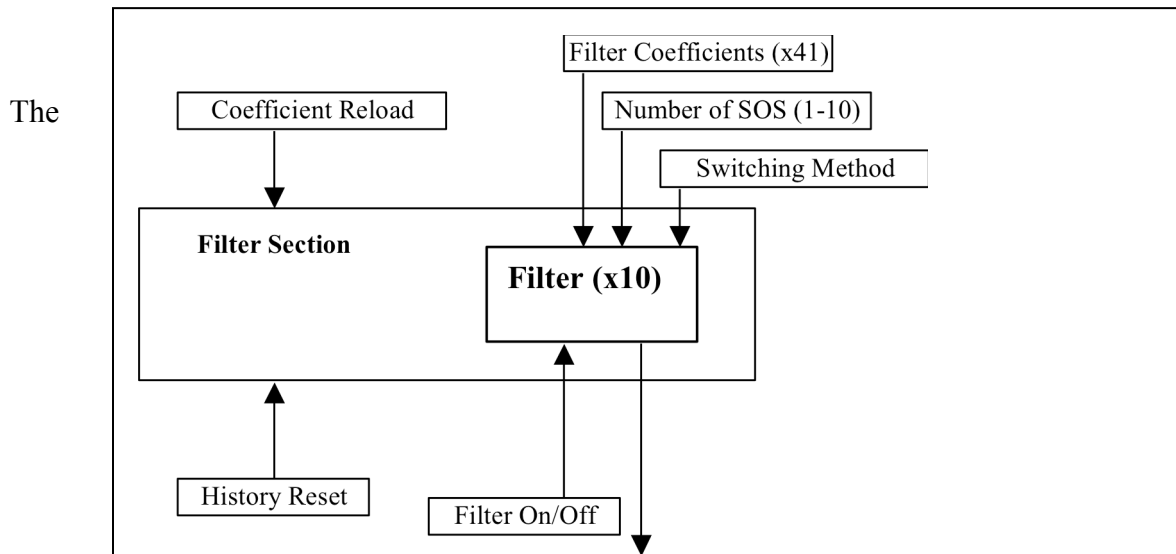 Filter Coefficients (x41)
The
Coefficient Reload
Number of SOS (1-10)
Switching Method
Filter Section
Filter (x10)
History Reset
Filter On/Off